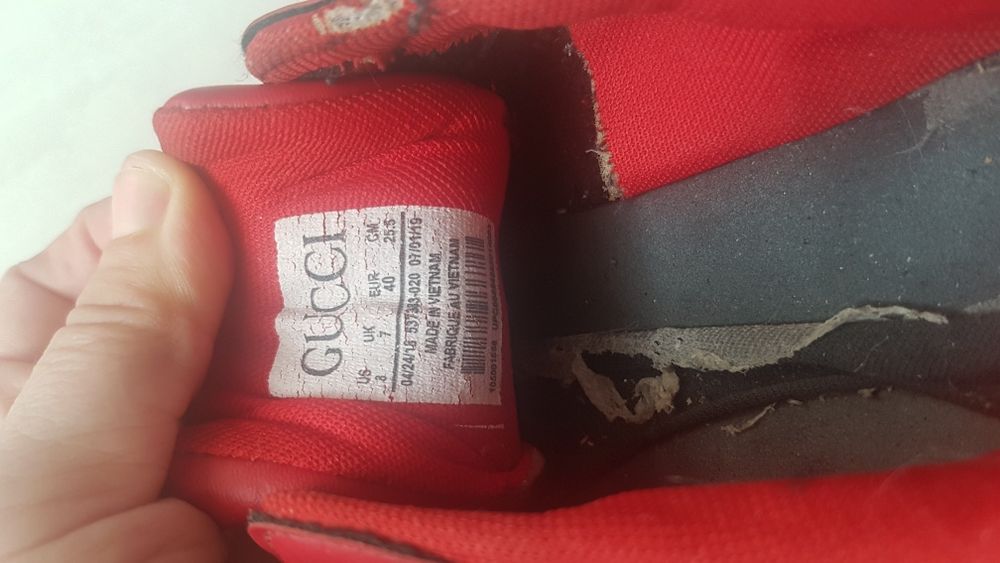 GUCCI
US UK EUR CM
8 7 40 25.5
04/24/18 537 -020 07/01/19
MADE IN VIETNAM
FABRIQUE AU VIETNAM